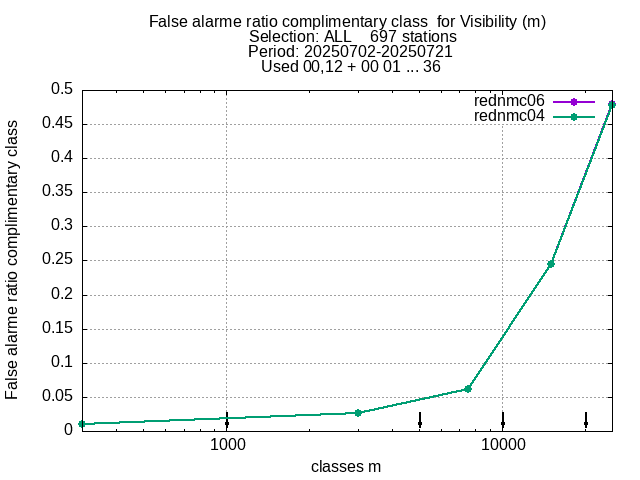 False alarme ratio complimentary class  for Visibility (m)
Selection: ALL    697 stations
Period: 20250702-20250721
Used 00,12 + 00 01 ... 36
rednmc06
rednmc04
False alarme ratio complimentary class
0.5
0.45
0.4
0.35
0.3
0.25
0.2
0.15
0.1
0.05
0
1000
10000
classes m